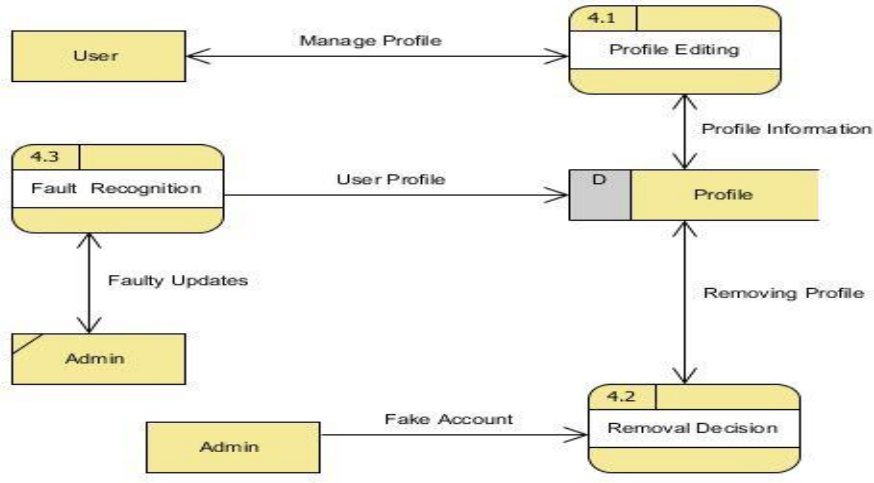 4.1
User
Manage Profile
Profile Editing
Profile Information
4.3
Fault Recognition
User Profile
D
Profile
Faulty Updates
Removing Profile
Admin
4.2
Fake Account
Removal Decision
Admin